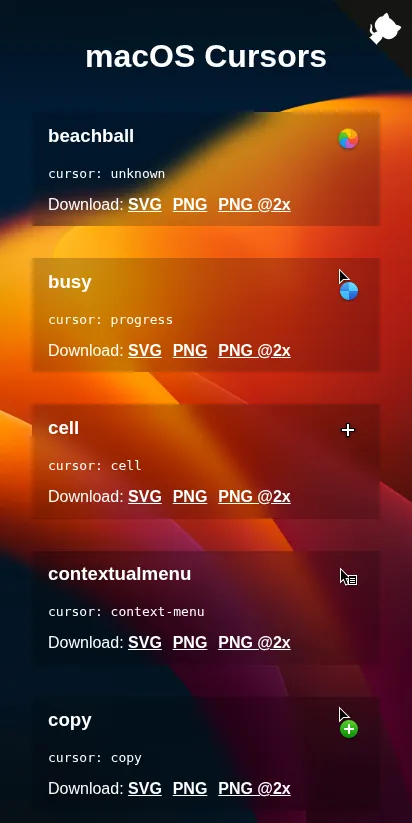 macOS Cursors
beachball
cursor: unknown
Download: SVG PNG PNG @2x
busy
cursor: progress
Download: SVG PNG PNG @2x
cell
cursor: cell
Download: SVG PNG PNG @2x
contextualmenu
cursor: context-menu
Download: SVG PNG PNG @2x
copy
cursor: copy
Download: SVG PNG PNG @2x